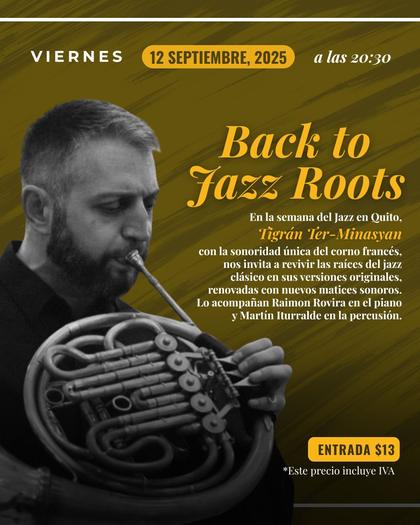 VIERNES 12 SEPTIEMBRE, 2025 a las 20:30
Back to
Jazz Roots
En la semana del Jazz en Quito,
Tigrán Ter-Minasyan
con la sonoridad única del corno francés,
nos invita a revivir las raíces del jazz
clásico en sus versiones originales,
renovadas con nuevos matices sonoros.
Lo acompañan Raimon Rovira en el piano
y Martín Iturralde en la percusión.
ENTRADA $13
*Este precio incluye IVA